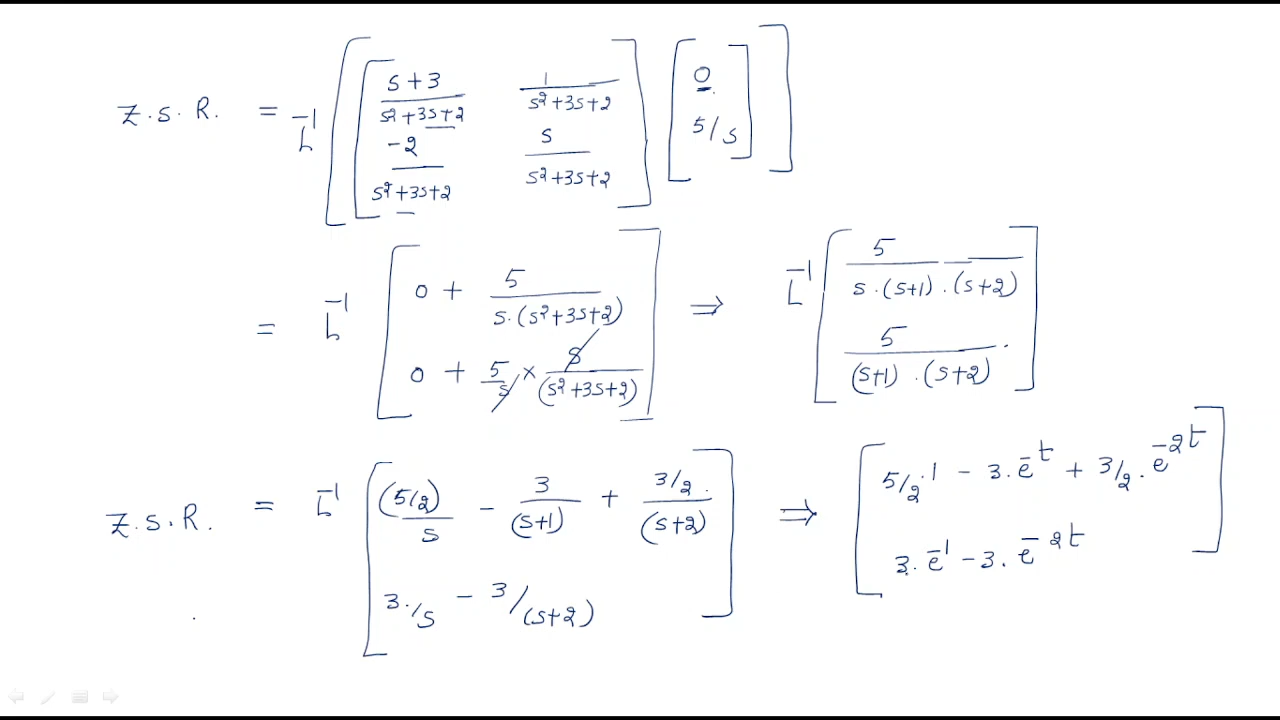 Z.S.R. = L⁻¹ [ [ (s+3)/(s²+3s+2)  1/(s²+3s+2) ; -2/(s²+3s+2)  s/(s²+3s+2) ] [ 0 ; 5/s ] ]
= L⁻¹ [ 0 + 5/(s.(s²+3s+2)) ; 0 + 5/s × s/(s²+3s+2) ] ⇒ L⁻¹ [ 5/(s.(s+1).(s+2)) ; 5/((s+1).(s+2)) ]
Z.S.R. = L⁻¹ [ (5/2)/s - 3/(s+1) + (3/2)/(s+2) ; 3./s - 3/(s+2) ] ⇒ [ 5/2.1 - 3.e⁻ᵗ + 3/2.e⁻²ᵗ ; 3.e⁻¹ - 3.e⁻²ᵗ ]